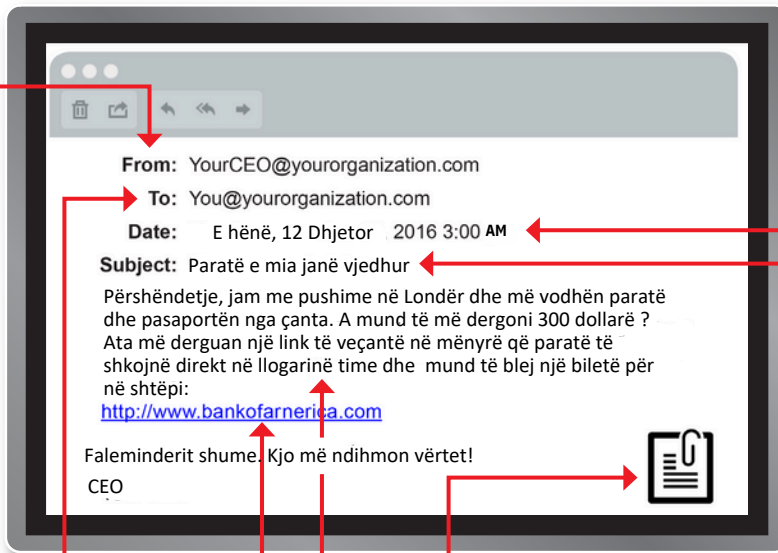 From: YourCEO@yourorganization.com
To: You@yourorganization.com
Date: E hënë, 12 Dhjetor 2016 3:00 AM
Subject: Paratë e mia janë vjedhur
Përshëndetje, jam me pushime në Londër dhe më vodhën paratë
dhe pasaportën nga çanta. A mund të më dergoni 300 dollarë ?
Ata më derguan një link të veçantë në mënyrë që paratë të
shkojnë direkt në llogarinë time dhe mund të blej një biletë për
në shtëpi:
http://www.bankofarnerica.com
Faleminderit shume. Kjo më ndihmon vërtet!
CEO